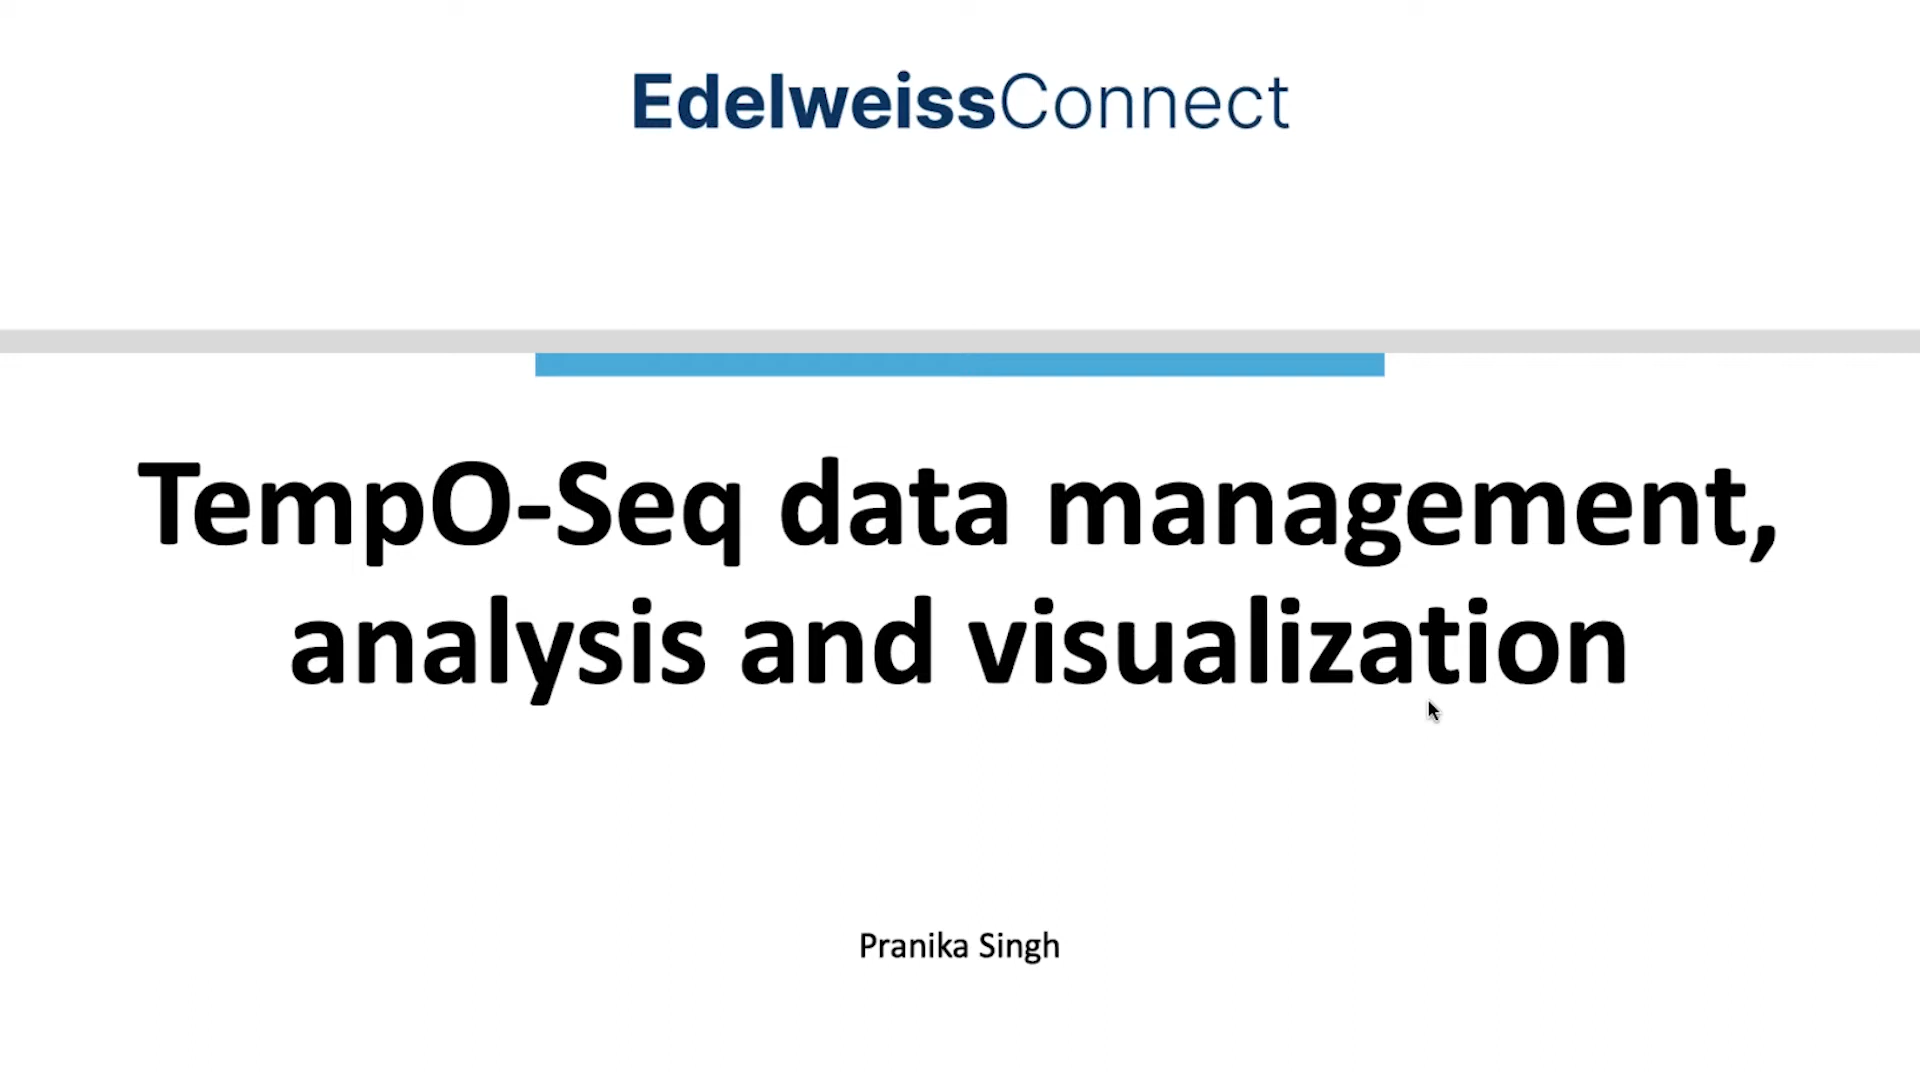 EdelweissConnect
TempO-Seq data management,
analysis and visualization
Pranika Singh